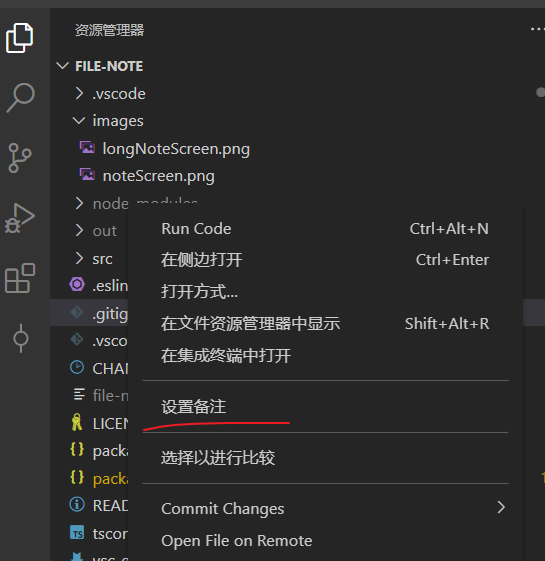 资源管理器
FILE-NOTE
.vscode
images
longNoteScreen.png
noteScreen.png
node_modules
out
src
.eslin
.gitig
.vsco
CHAN
file-n
LICEN
packa
packa
READ
tscon
Run Code Ctrl+Alt+N
在侧边打开 Ctrl+Enter
打开方式...
在文件资源管理器中显示 Shift+Alt+R
在集成终端中打开
设置备注
选择以进行比较
Commit Changes
Open File on Remote